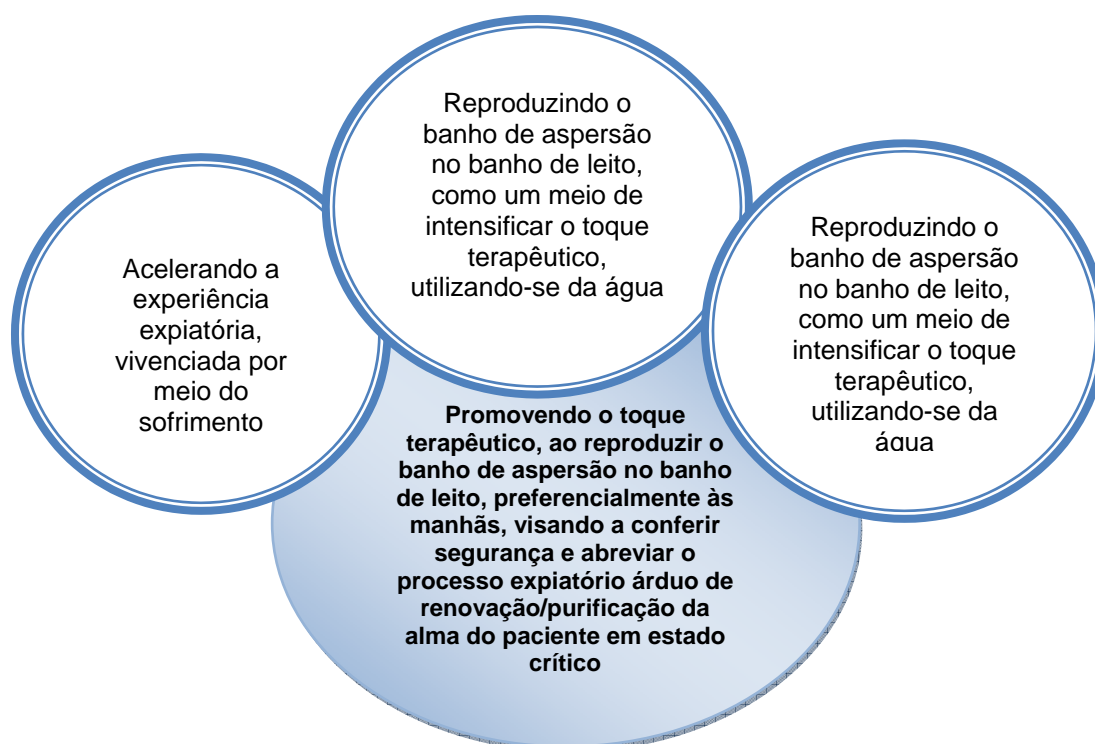 Acelerando a
experiência
expiatória,
vivenciada por
meio do
sofrimento
Reproduzindo o
banho de aspersão
no banho de leito,
como um meio de
intensificar o toque
terapêutico,
utilizando-se da água
Reproduzindo o
banho de aspersão
no banho de leito,
como um meio de
intensificar o toque
terapêutico,
utilizando-se da
água
Promovendo o toque
terapêutico, ao reproduzir o
banho de aspersão no banho
de leito, preferencialmente às
manhãs, visando a conferir
segurança e abreviar o
processo expiatório árduo de
renovação/purificação da
alma do paciente em estado
crítico